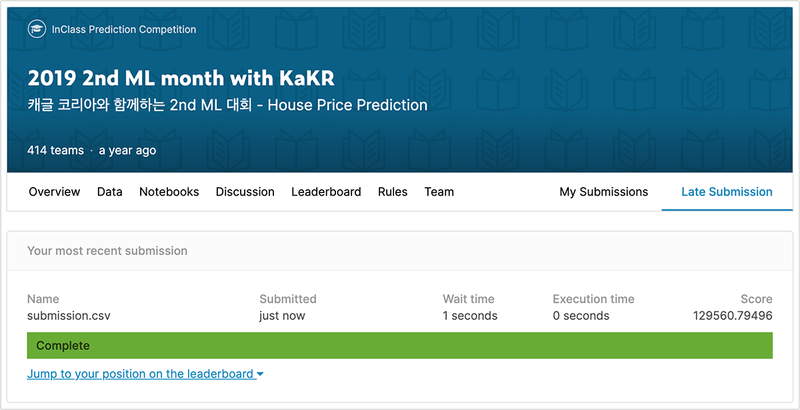 InClass Prediction Competition
2019 2nd ML month with KaKR
캐글 코리아와 함께하는 2nd ML 대회 - House Price Prediction
414 teams · a year ago
Overview Data Notebooks Discussion Leaderboard Rules Team My Submissions Late Submission
Your most recent submission
Name Submitted Wait time Execution time Score
submission.csv just now 1 seconds 0 seconds 129560.79496
Complete
Jump to your position on the leaderboard